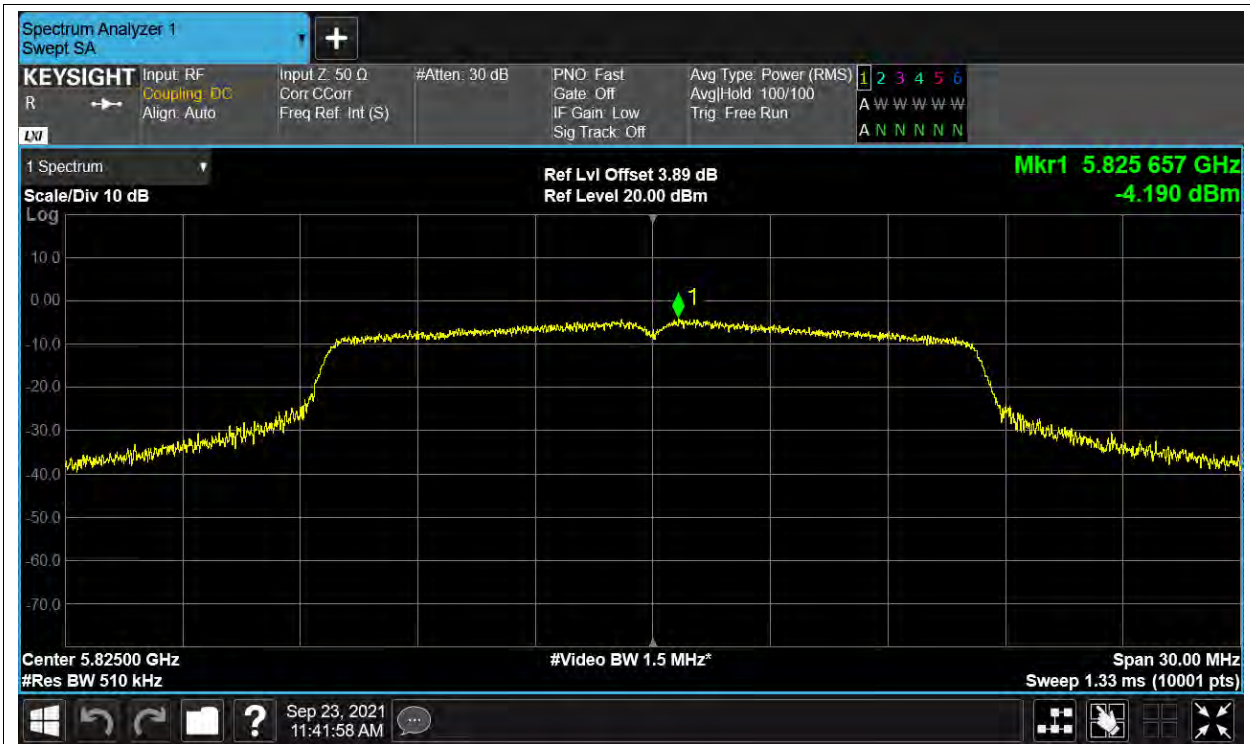 Spectrum Analyzer 1
Swept SA
+
KEYSIGHT
R
LXI
Input: RF
Coupling: DC
Align: Auto
Input Z: 50 Ω
Corr CCorr
Freq Ref: Int (S)
#Atten: 30 dB
PNO: Fast
Gate: Off
IF Gain: Low
Sig Track: Off
Avg Type: Power (RMS)
Avg|Hold: 100/100
Trig: Free Run
1 2 3 4 5 6
A W W W W W
A N N N N N
1 Spectrum
Scale/Div 10 dB
Log
Ref Lvl Offset 3.89 dB
Ref Level 20.00 dBm
Mkr1 5.825 657 GHz
-4.190 dBm
10.0
0.00
-10.0
-20.0
-30.0
-40.0
-50.0
-60.0
-70.0
1
Center 5.82500 GHz
#Res BW 510 kHz
#Video BW 1.5 MHz*
Span 30.00 MHz
Sweep 1.33 ms (10001 pts)
?
Sep 23, 2021
11:41:58 AM